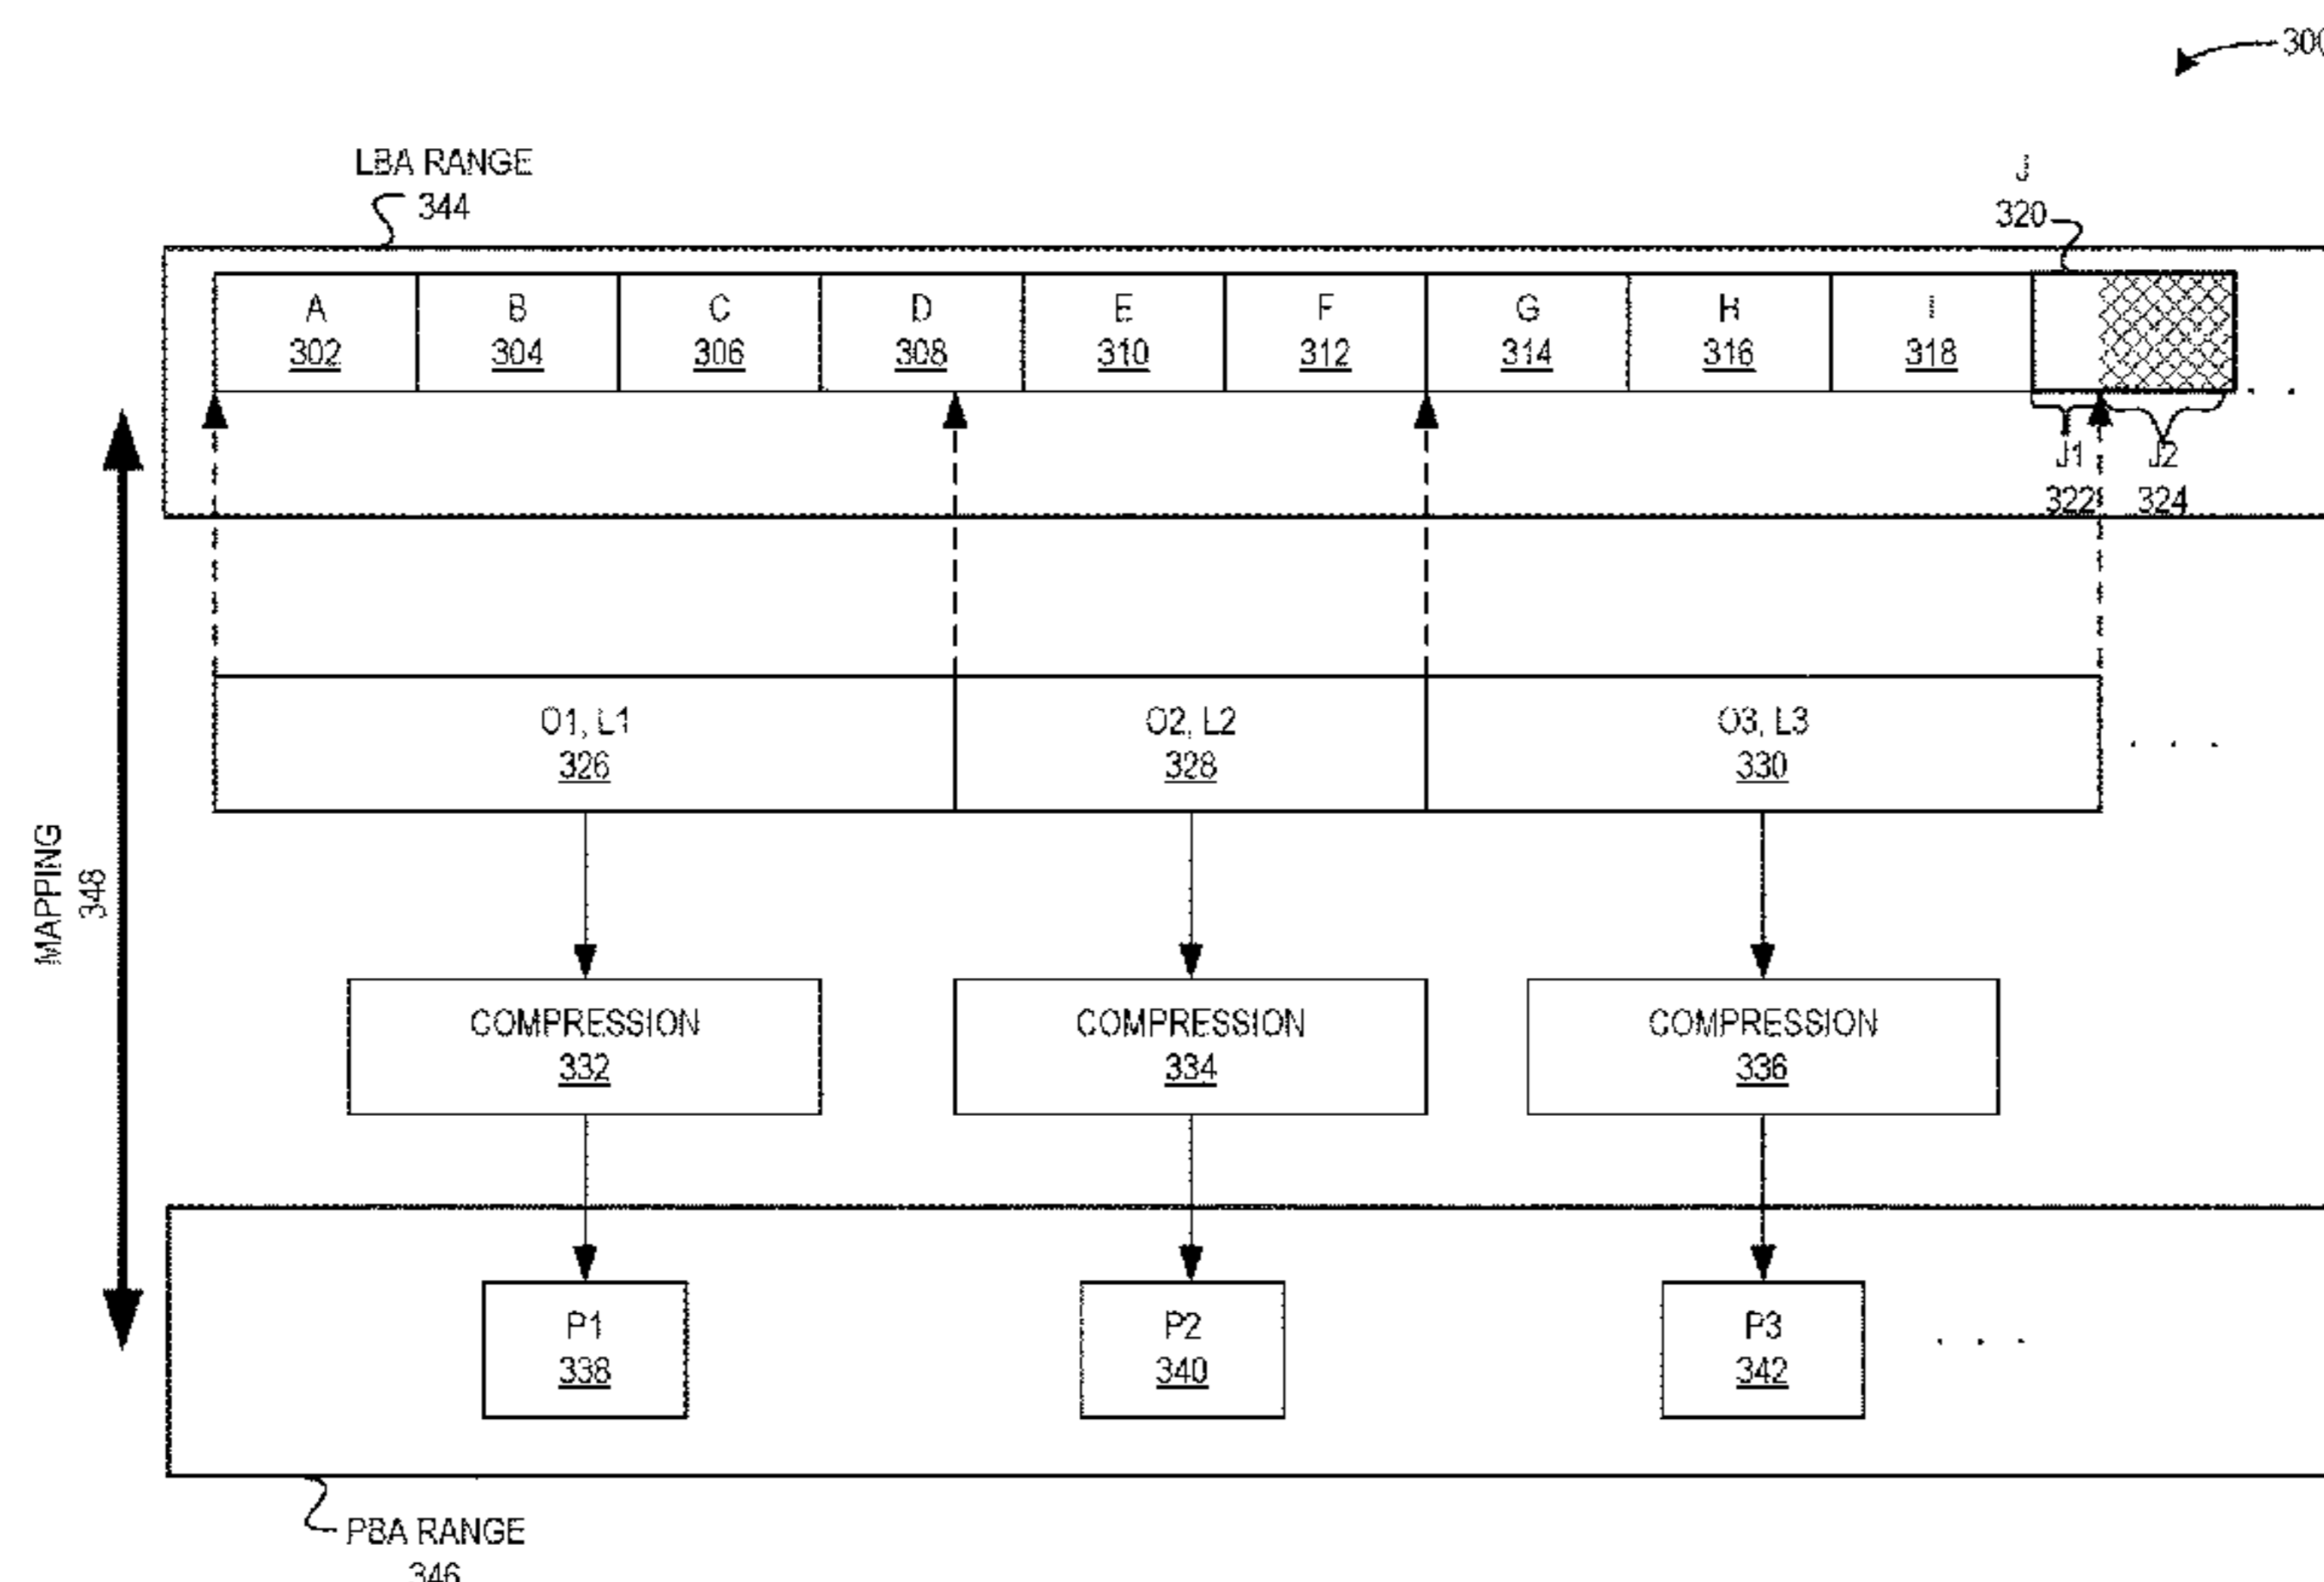 300
LBA RANGE
344
J
320
A
302
B
304
C
306
D
308
E
310
F
312
G
314
H
316
I
318
. .
J1
322
J2
324
O1, L1
326
O2, L2
328
O3, L3
330
. . .
MAPPING
348
COMPRESSION
332
COMPRESSION
334
COMPRESSION
336
P1
338
P2
340
P3
342
. . .
PBA RANGE
346